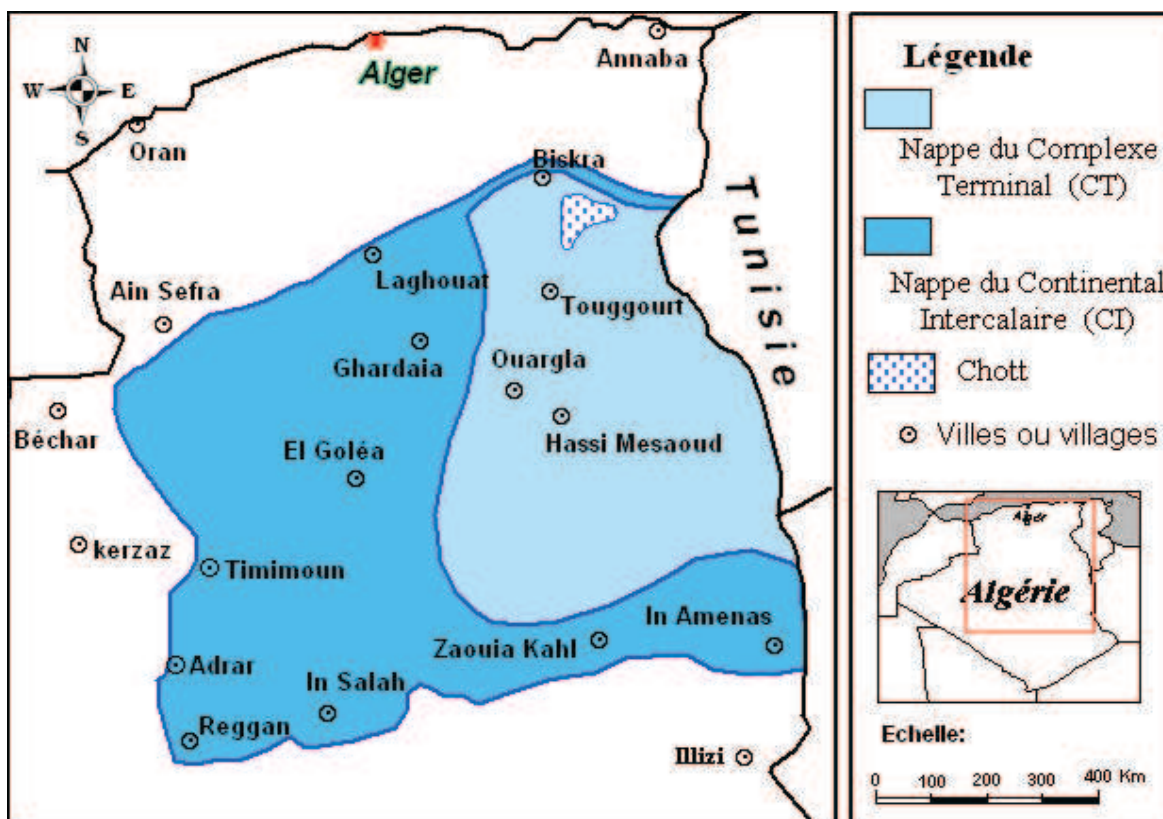 N
W E
S
Alger
Annaba
Oran
Biskra
Tunisie
Laghouat
Ain Sefra
Touggourt
Ghardaia
Ouargla
Béchar
Hassi Mesaoud
El Goléa
kerzaz
Timimoun
In Amenas
Zaouia Kahl
Adrar
In Salah
Reggan
Illizi
Légende
Nappe du Complexe
Terminal (CT)
Nappe du Continental
Intercalaire (CI)
Chott
Villes ou villages
Alger
Algérie
Echelle:
0 100 200 300 400 Km